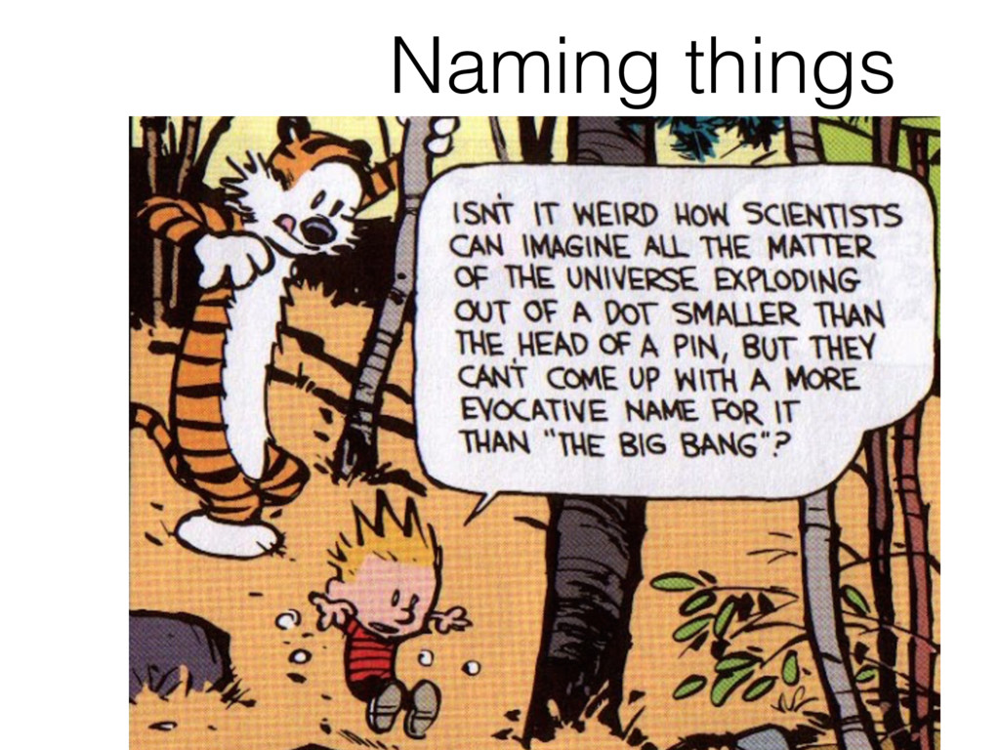 Naming things
ISN'T IT WEIRD HOW SCIENTISTS
CAN IMAGINE ALL THE MATTER
OF THE UNIVERSE EXPLODING
OUT OF A DOT SMALLER THAN
THE HEAD OF A PIN, BUT THEY
CAN'T COME UP WITH A MORE
EVOCATIVE NAME FOR IT
THAN "THE BIG BANG"?